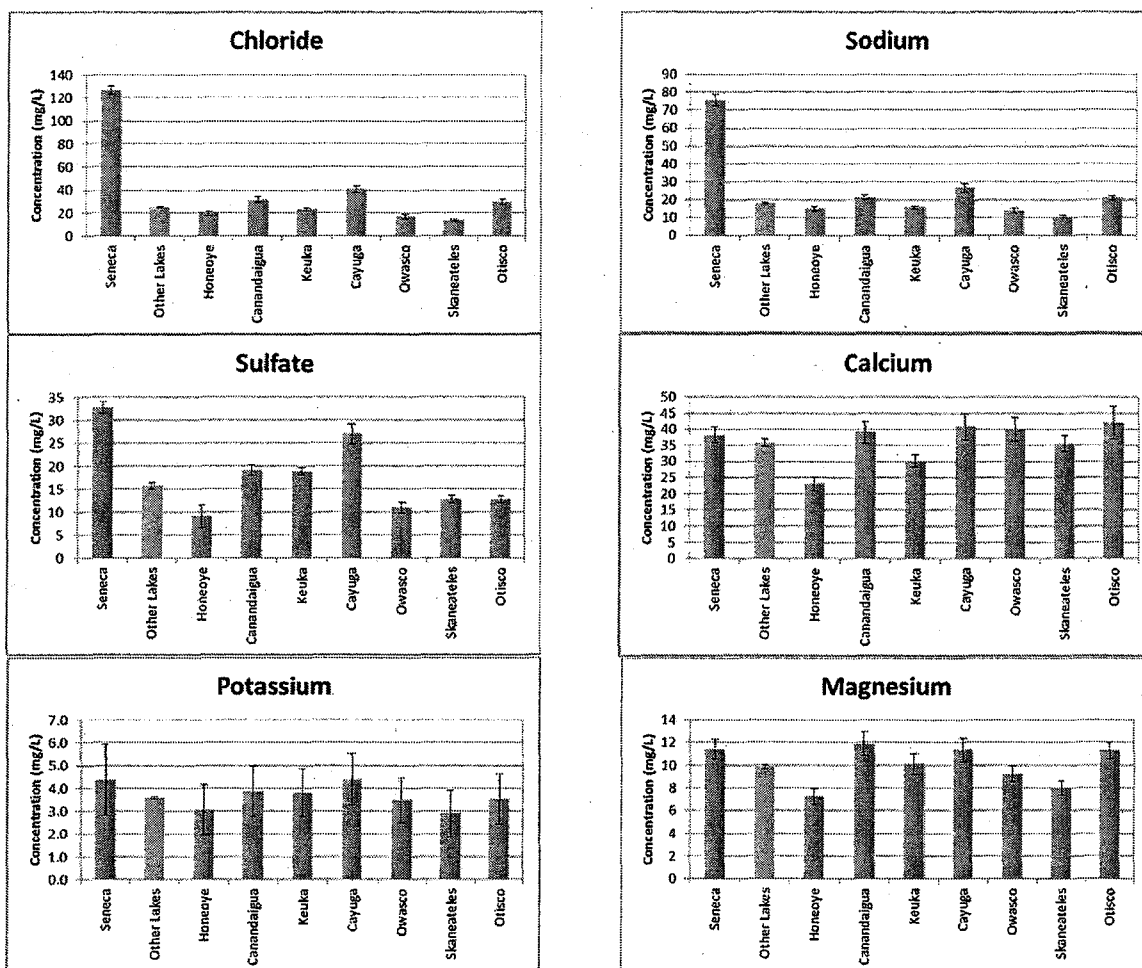 Chloride
Concentration (mg/L)
140
120
100
80
60
40
20
0
Seneca
Other Lakes
Honeoye
Canandaigua
Keuka
Cayuga
Owasco
Skaneateles
Otisco
Sodium
Concentration (mg/L)
90
80
70
60
50
40
30
20
10
0
Seneca
Other Lakes
Honeoye
Canandaigua
Keuka
Cayuga
Owasco
Skaneateles
Otisco
Sulfate
Concentration (mg/L)
35
30
25
20
15
10
5
0
Seneca
Other Lakes
Honeoye
Canandaigua
Keuka
Cayuga
Owasco
Skaneateles
Otisco
Calcium
Concentration (mg/L)
50
45
40
35
30
25
20
15
10
5
0
Seneca
Other Lakes
Honeoye
Canandaigua
Keuka
Cayuga
Owasco
Skaneateles
Otisco
Potassium
Concentration (mg/L)
7.0
6.0
5.0
4.0
3.0
2.0
1.0
0.0
Seneca
Other Lakes
Honeoye
Canandaigua
Keuka
Cayuga
Owasco
Skaneateles
Otisco
Magnesium
Concentration (mg/L)
14
12
10
8
6
4
2
0
Seneca
Other Lakes
Honeoye
Canandaigua
Keuka
Cayuga
Owasco
Skaneateles
Otisco